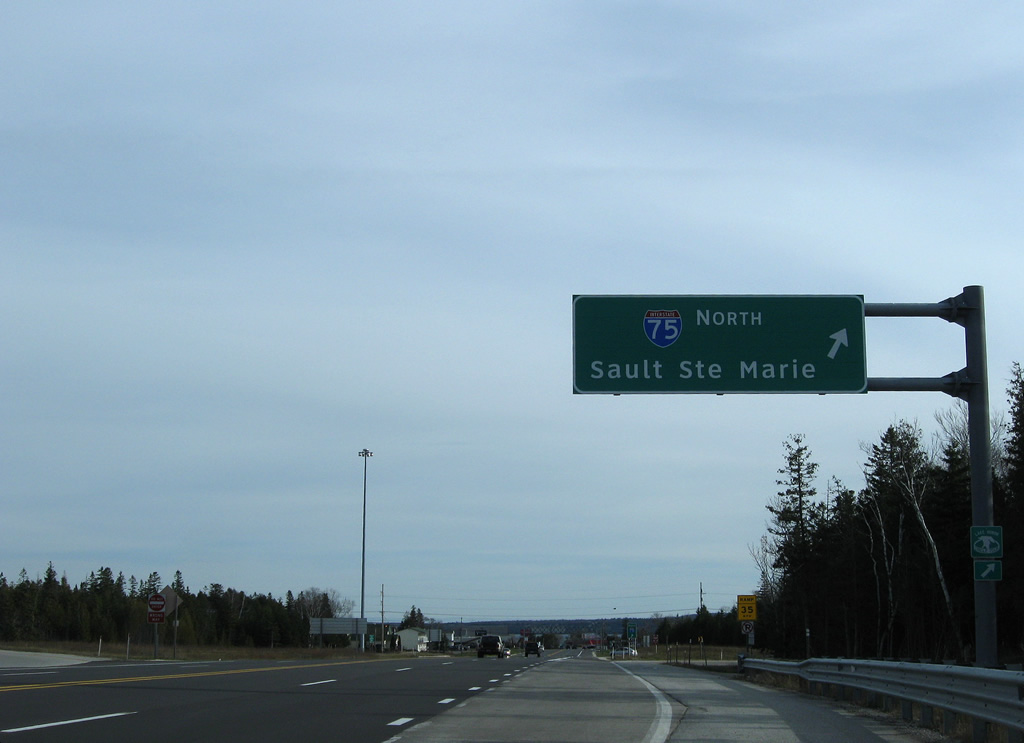 INTERSTATE
75 NORTH
Sault Ste Marie
RAMP
35